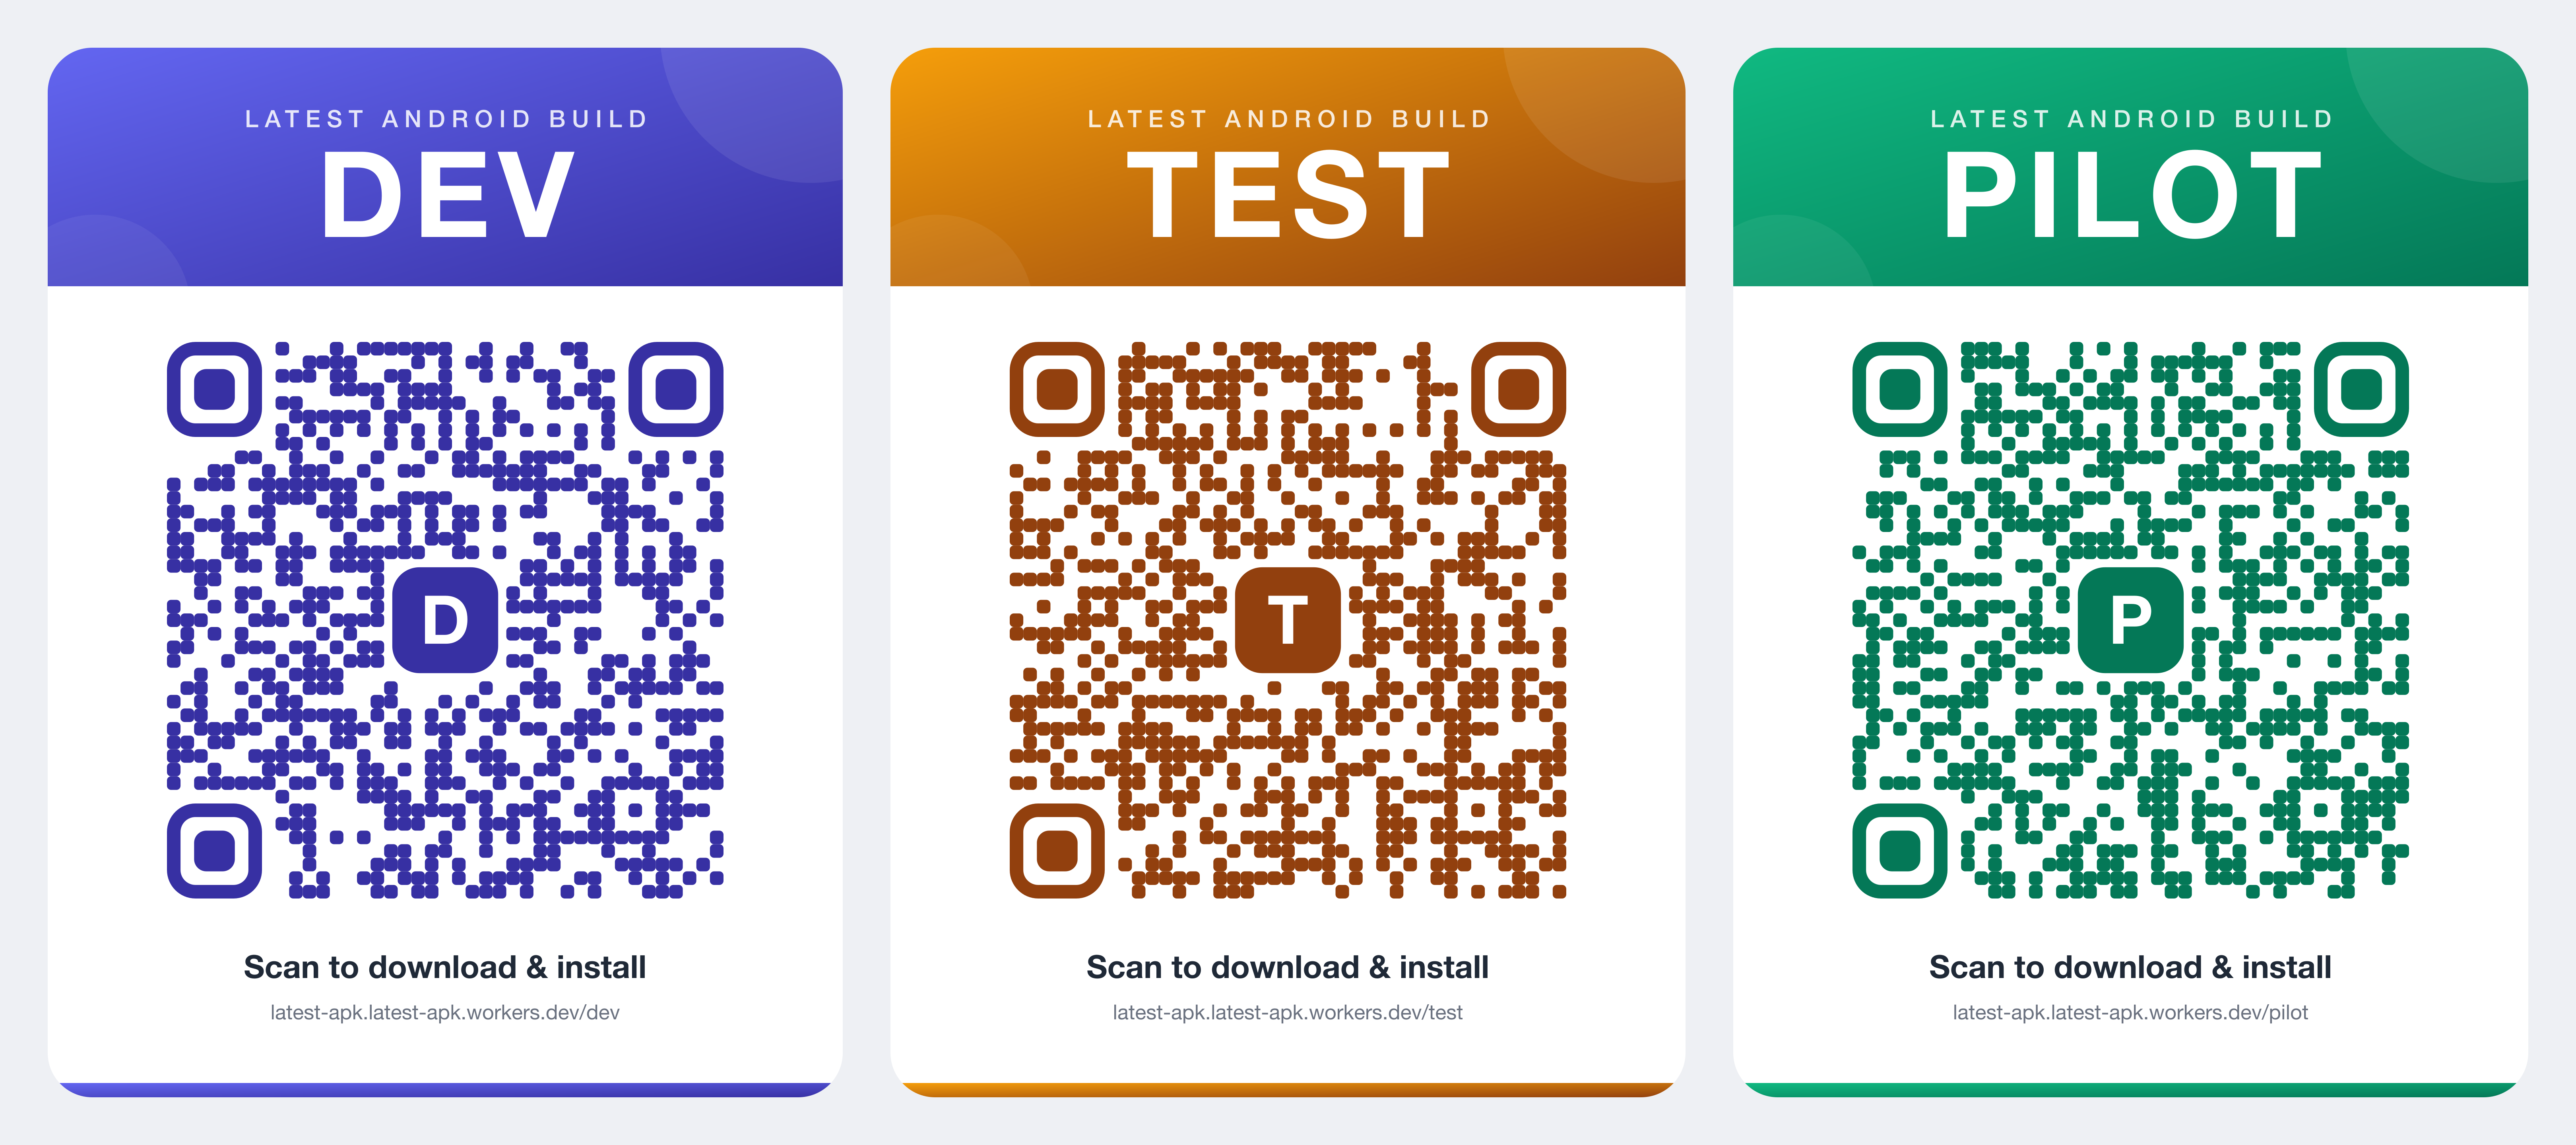 LATEST ANDROID BUILD
DEV
D
Scan to download & install
latest-apk.latest-apk.workers.dev/dev
LATEST ANDROID BUILD
TEST
T
Scan to download & install
latest-apk.latest-apk.workers.dev/test
LATEST ANDROID BUILD
PILOT
P
Scan to download & install
latest-apk.latest-apk.workers.dev/pilot